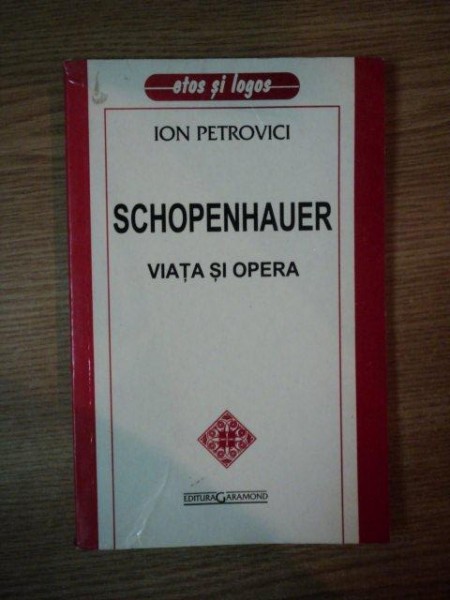 etos și logos
ION PETROVICI
SCHOPENHAUER
VIAȚA ȘI OPERA
EDITURA GARAMOND